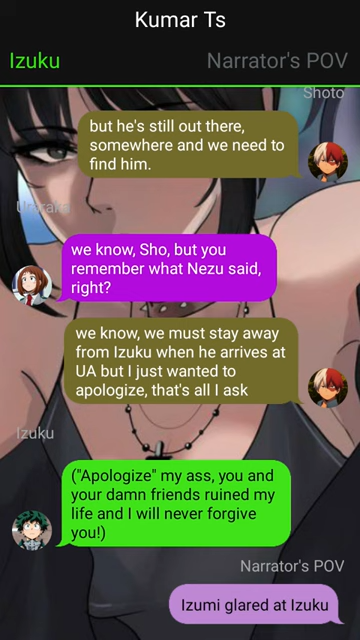 Kumar Ts
Izuku
Narrator's POV
Shoto
but he's still out there,
somewhere and we need to
find him.
Uraraka
we know, Sho, but you
remember what Nezu said,
right?
we know, we must stay away
from Izuku when he arrives at
UA but I just wanted to
apologize, that's all I ask
Izuku
("Apologize" my ass, you and
your damn friends ruined my
life and I will never forgive
you!)
Narrator's POV
Izumi glared at Izuku